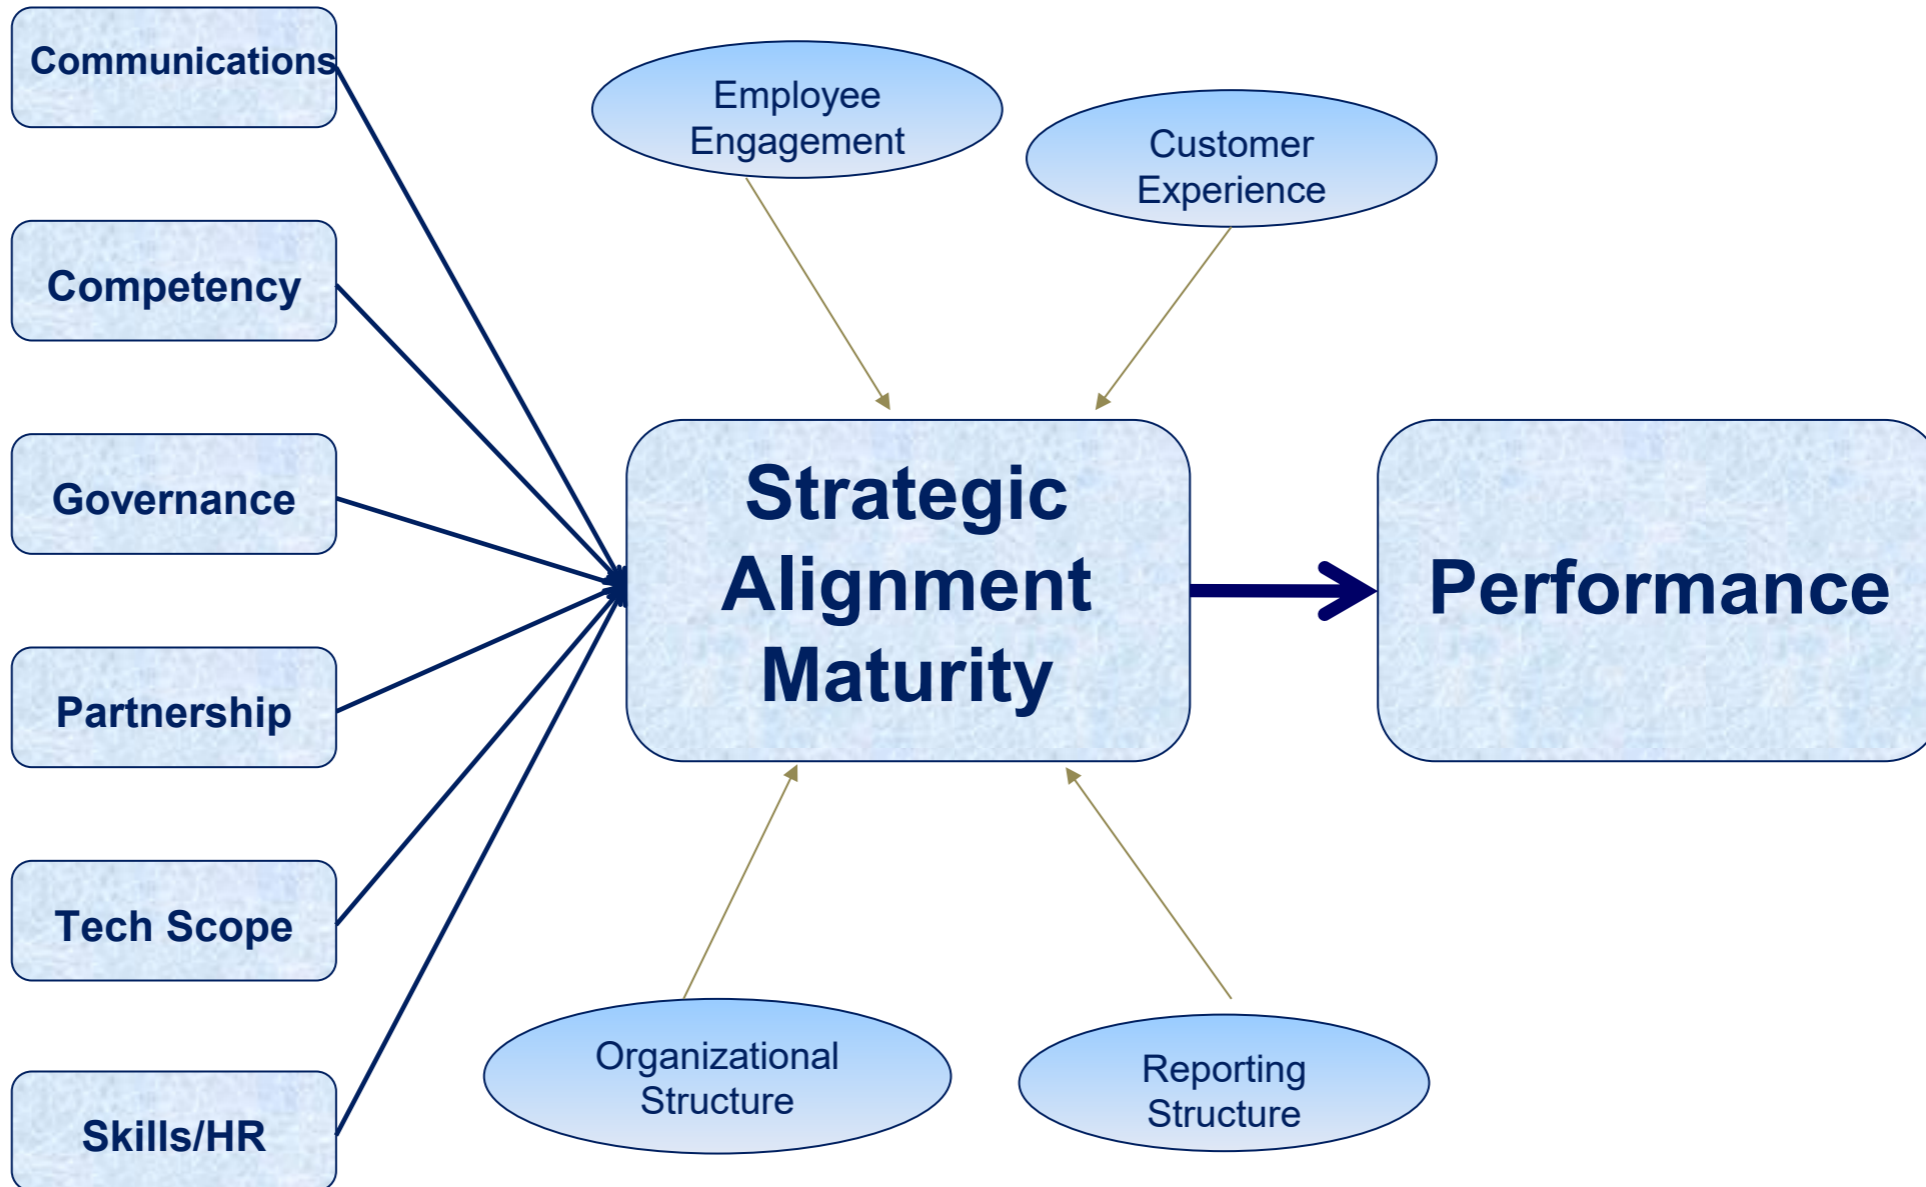 Communications
Competency
Governance
Partnership
Tech Scope
Skills/HR
Employee
Engagement
Customer
Experience
Strategic
Alignment
Maturity
Performance
Organizational
Structure
Reporting
Structure